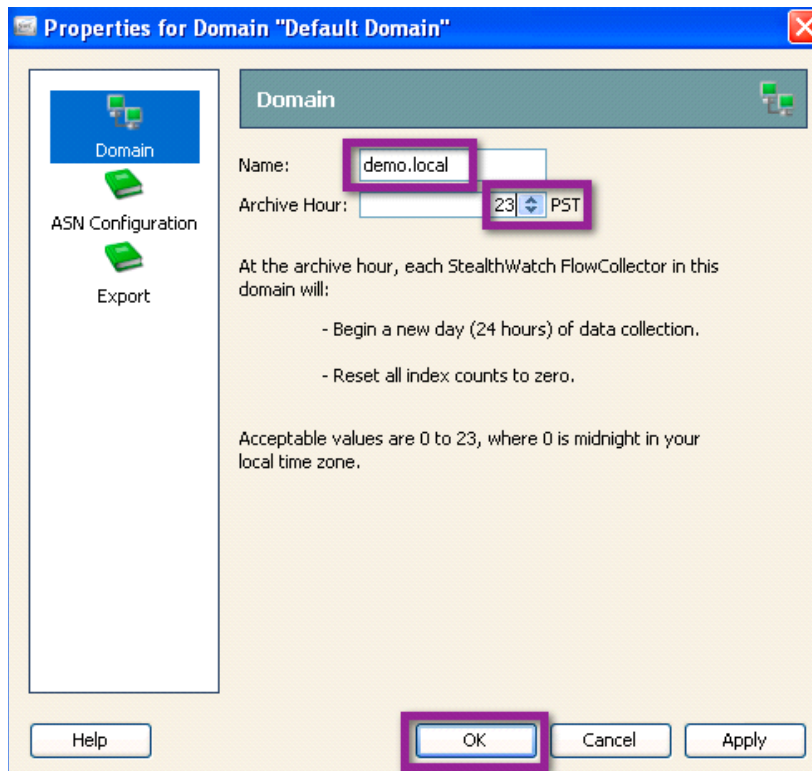 Properties for Domain "Default Domain"
Domain
ASN Configuration
Export
Domain
Name: demo.local
Archive Hour: 23 PST
At the archive hour, each StealthWatch FlowCollector in this
domain will:
- Begin a new day (24 hours) of data collection.
- Reset all index counts to zero.
Acceptable values are 0 to 23, where 0 is midnight in your
local time zone.
Help OK Cancel Apply